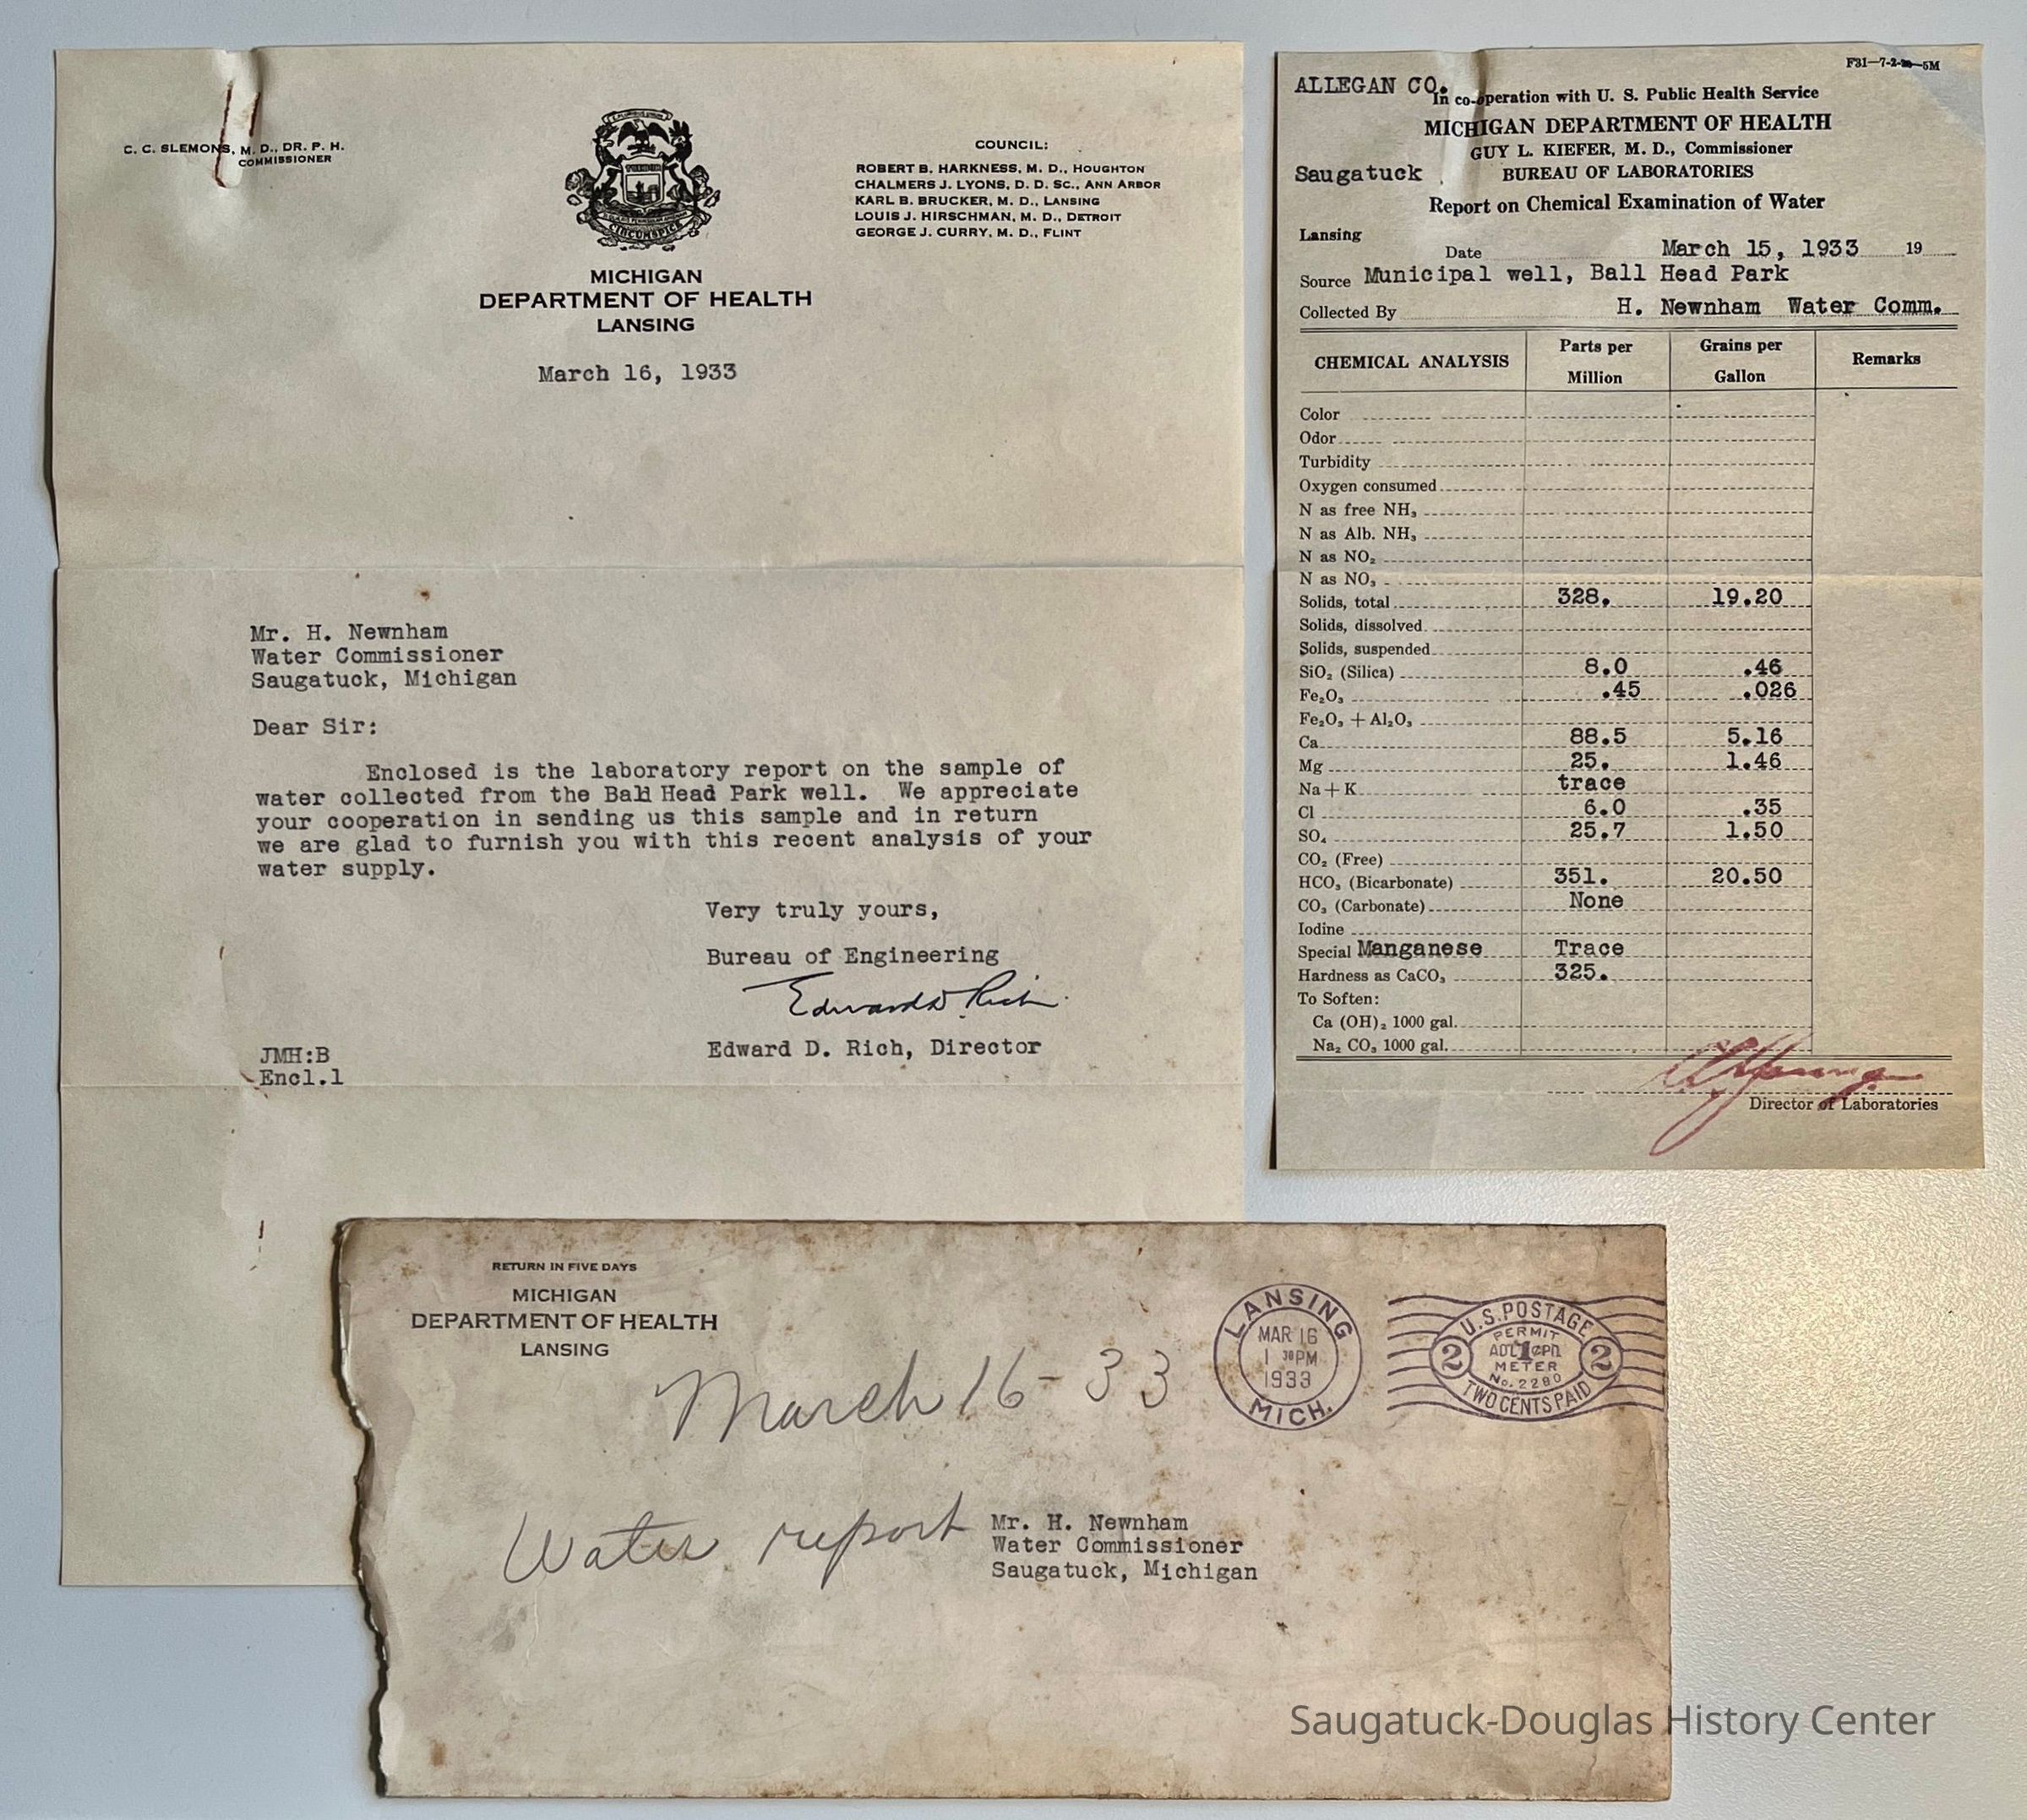 C. C. SLEMONS, M. D., DR. P. H.
COMMISSIONER
TUEBOR
CIRCUMSPICE
MICHIGAN
DEPARTMENT OF HEALTH
LANSING
COUNCIL:
ROBERT B. HARKNESS, M. D., HOUGHTON
CHALMERS J. LYONS, D. D. SC., ANN ARBOR
KARL B. BRUCKER, M. D., LANSING
LOUIS J. HIRSCHMAN, M. D., DETROIT
GEORGE J. CURRY, M. D., FLINT
March 16, 1933
Mr. H. Newnham
Water Commissioner
Saugatuck, Michigan
Dear Sir:
Enclosed is the laboratory report on the sample of
water collected from the Ball Head Park well. We appreciate
your cooperation in sending us this sample and in return
we are glad to furnish you with this recent analysis of your
water supply.
Very truly yours,
Bureau of Engineering
Edward D. Rich
Edward D. Rich, Director
JMH:B
Encl.1
ALLEGAN CO.
In co-operation with U. S. Public Health Service
MICHIGAN DEPARTMENT OF HEALTH
GUY L. KIEFER, M. D., Commissioner
Saugatuck BUREAU OF LABORATORIES
Report on Chemical Examination of Water
Lansing
Date March 15, 1933 19
Source Municipal well, Ball Head Park
Collected By H. Newnham Water Comm.
CHEMICAL ANALYSIS Parts per Million Grains per Gallon Remarks
Color
Odor
Turbidity
Oxygen consumed
N as free NH₃
N as Alb. NH₃
N as NO₂
N as NO₃
Solids, total 328. 19.20
Solids, dissolved
Solids, suspended
SiO₂ (Silica) 8.0 .46
Fe₂O₃ .45 .026
Fe₂O₃ + Al₂O₃
Ca 88.5 5.16
Mg 25. 1.46
Na + K trace
Cl 6.0 .35
SO₄ 25.7 1.50
CO₂ (Free)
HCO₃ (Bicarbonate) 351. 20.50
CO₃ (Carbonate) None
Iodine
Special Manganese Trace
Hardness as CaCO₃ 325.
To Soften:
Ca (OH)₂ 1000 gal.
Na₂ CO₃ 1000 gal.
Director of Laboratories
RETURN IN FIVE DAYS
MICHIGAN
DEPARTMENT OF HEALTH
LANSING
LANSING
MAR 16
1 30 PM
1933
MICH.
U.S. POSTAGE
PERMIT
1
METER
No. 2280
2 2
TWO CENTS PAID
March 16 - 33
Water report
Mr. H. Newnham
Water Commissioner
Saugatuck, Michigan
Saugatuck-Douglas History Center